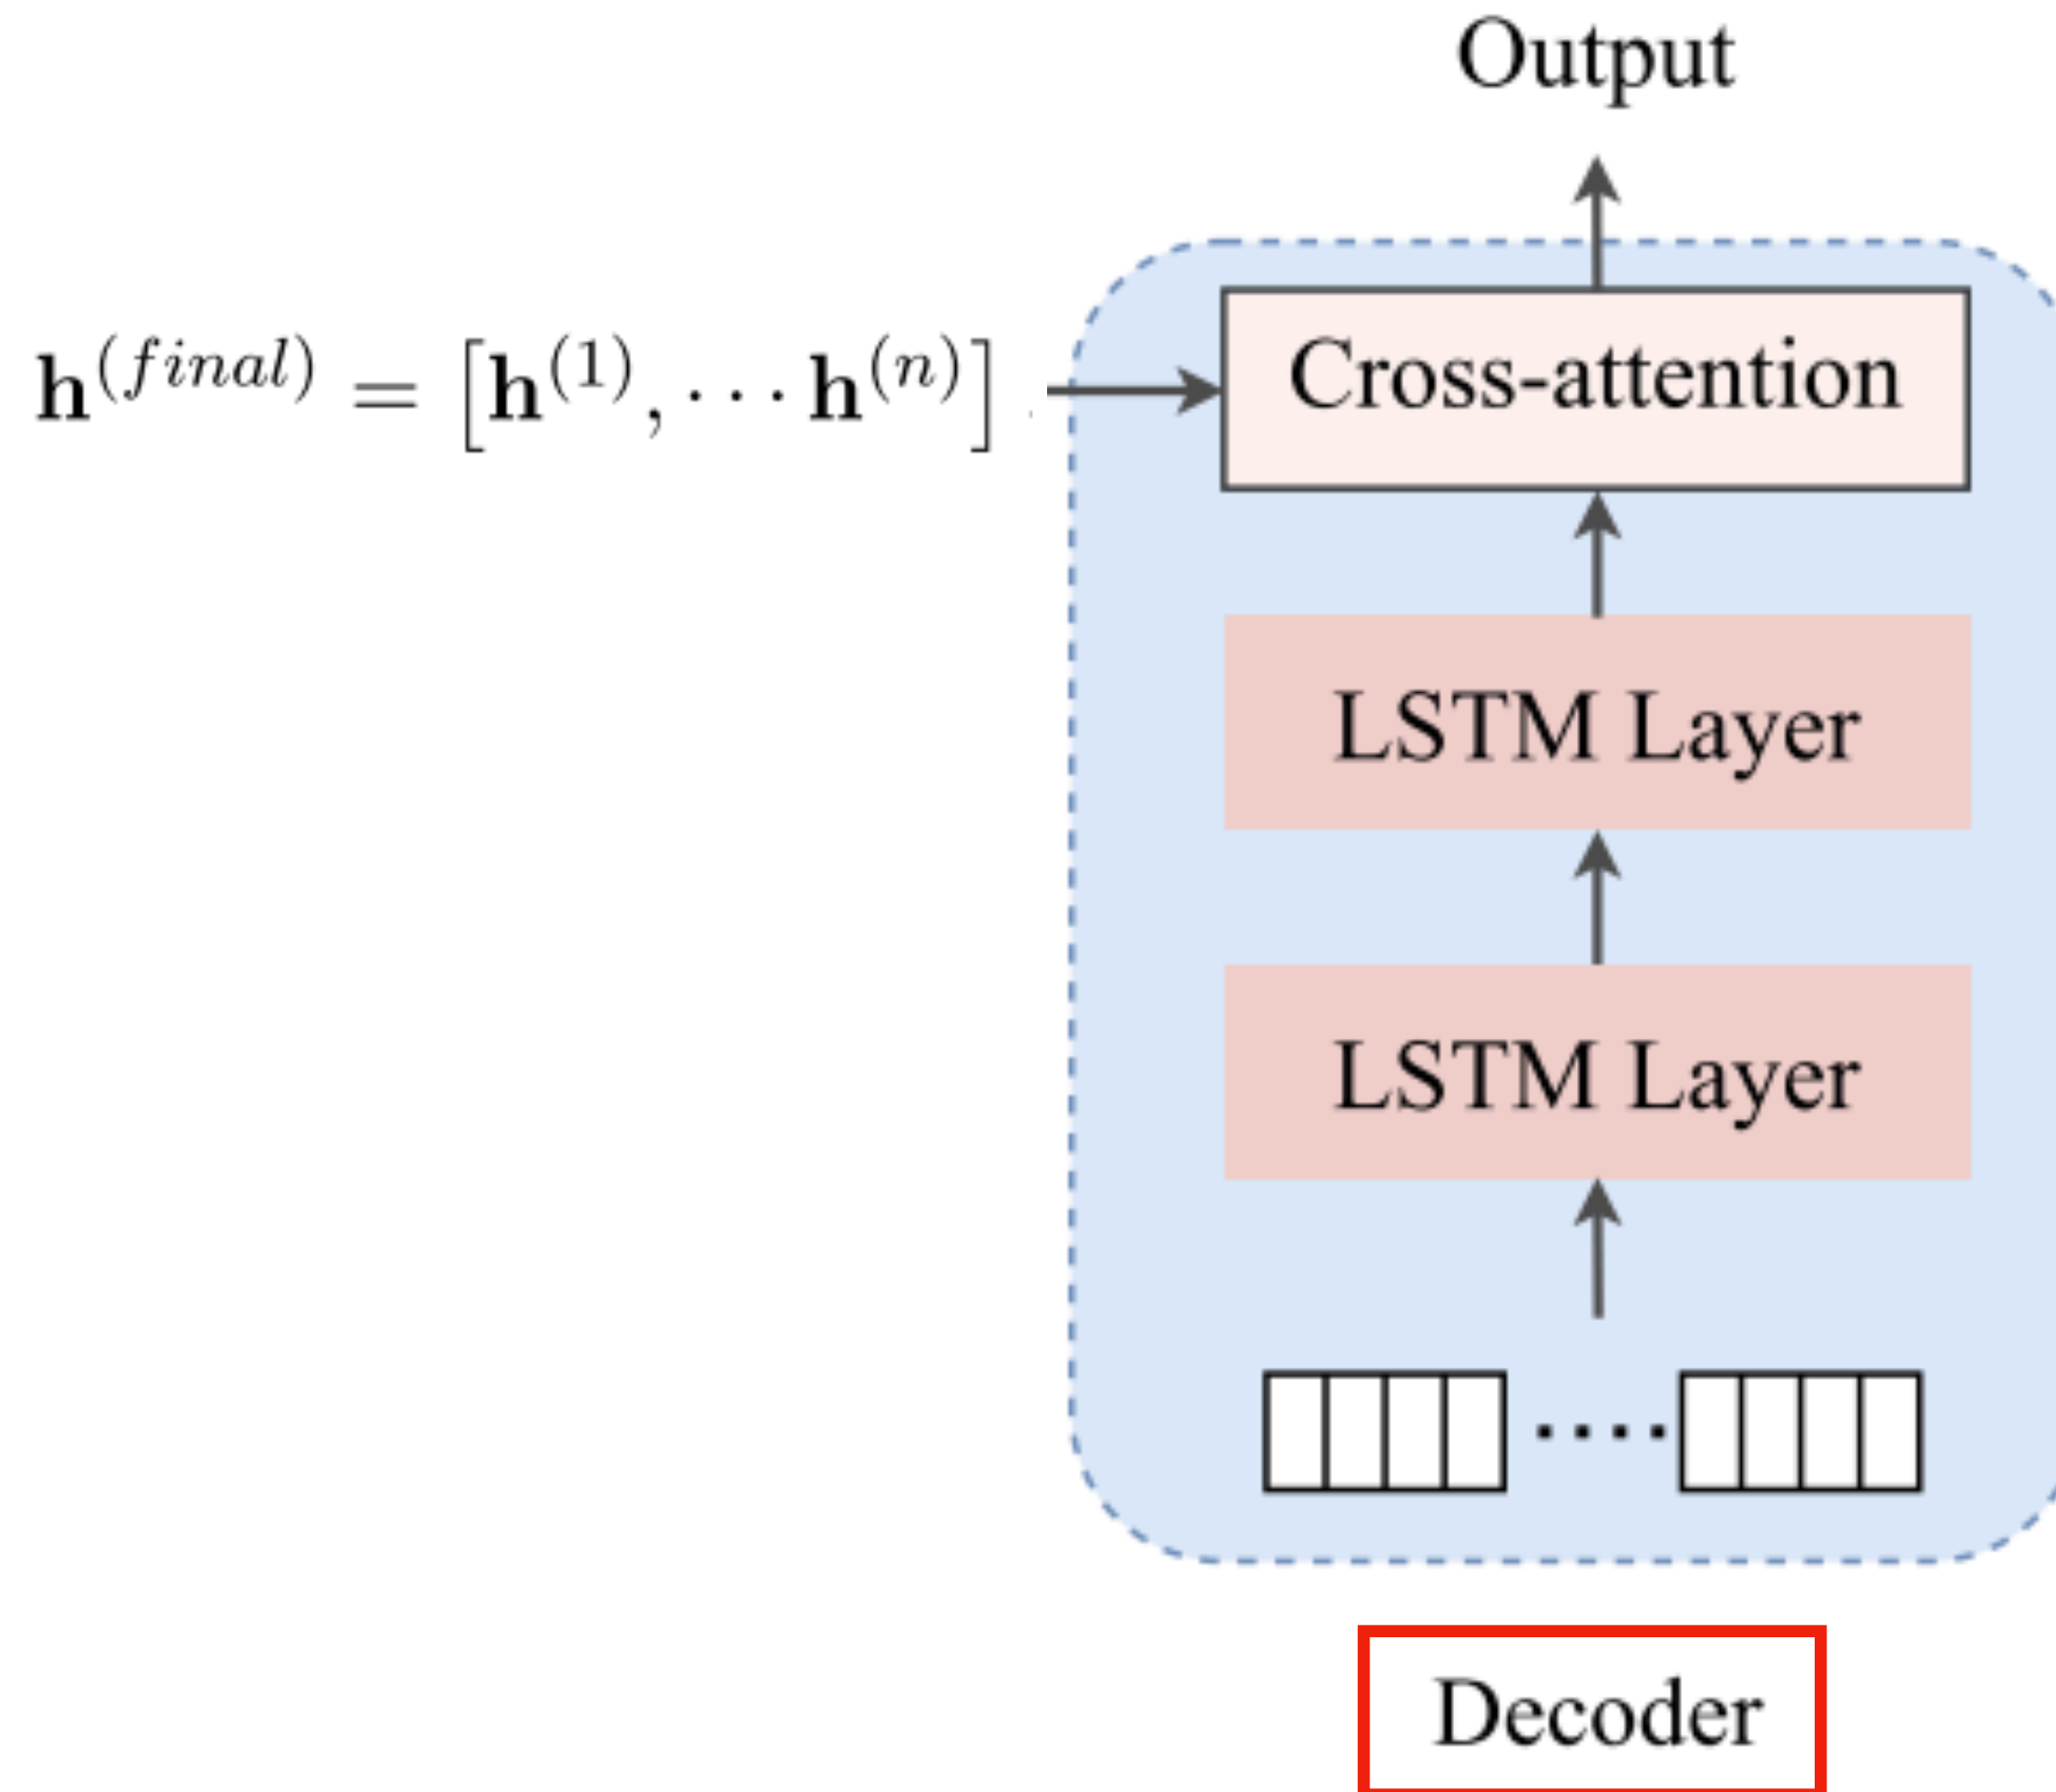 Output
𝐡^(final) = [𝐡^(1), ⋯ 𝐡^(n)] .
Cross-attention
LSTM Layer
LSTM Layer
Decoder